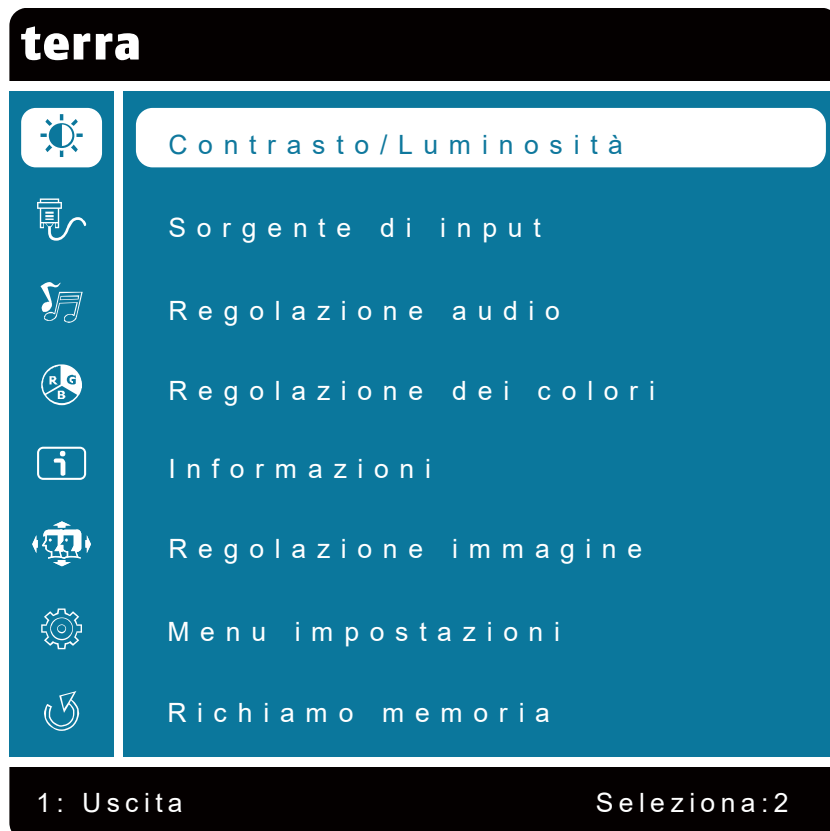 terra
Contrasto/Luminosità
Sorgente di input
Regolazione audio
R G
B
Regolazione dei colori
i
Informazioni
Regolazione immagine
Menu impostazioni
Richiamo memoria
1: Uscita Seleziona:2